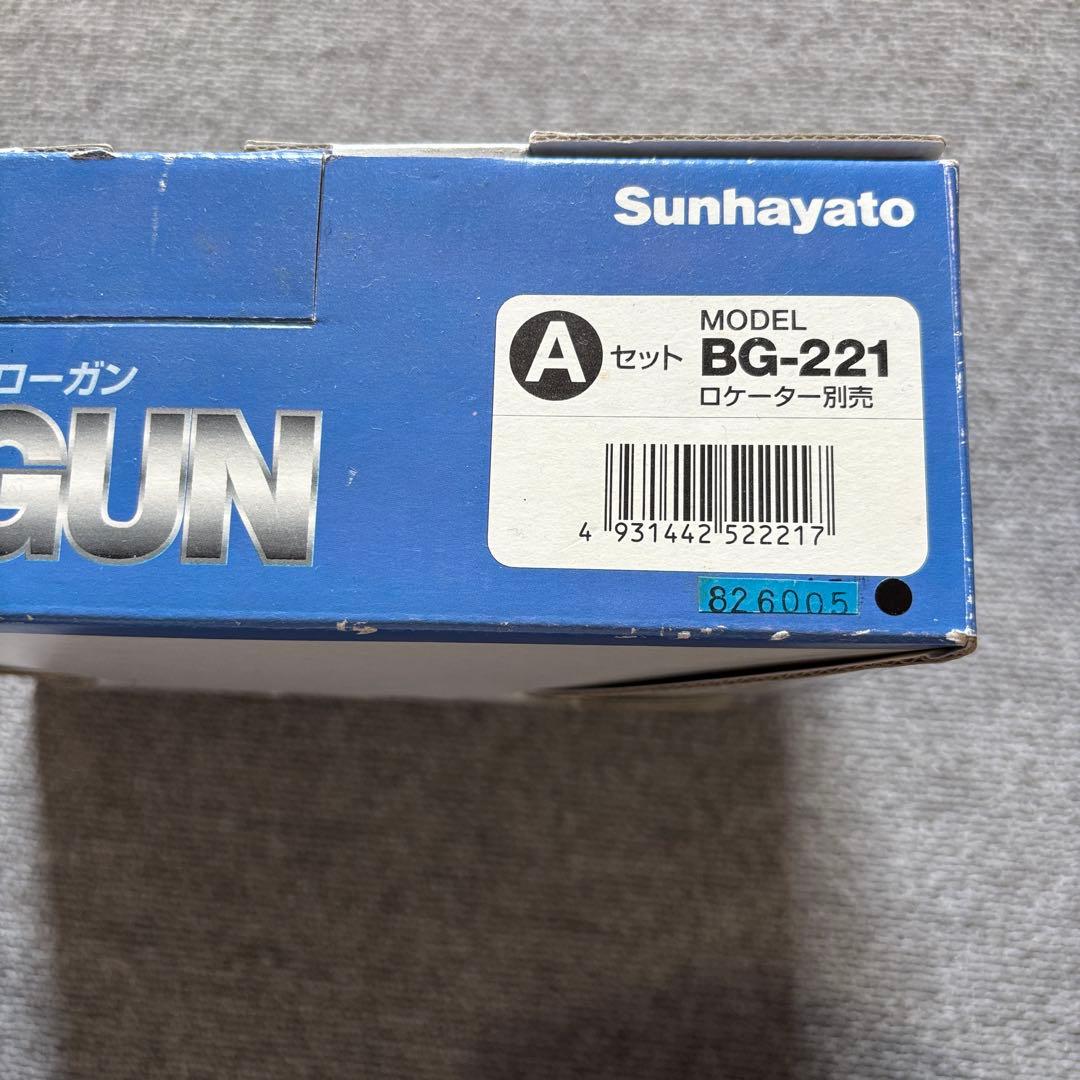 Sunhayato
A セット
MODEL
BG-221
ロケーター別売
ローガン
GUN
4 931442 522217
826005